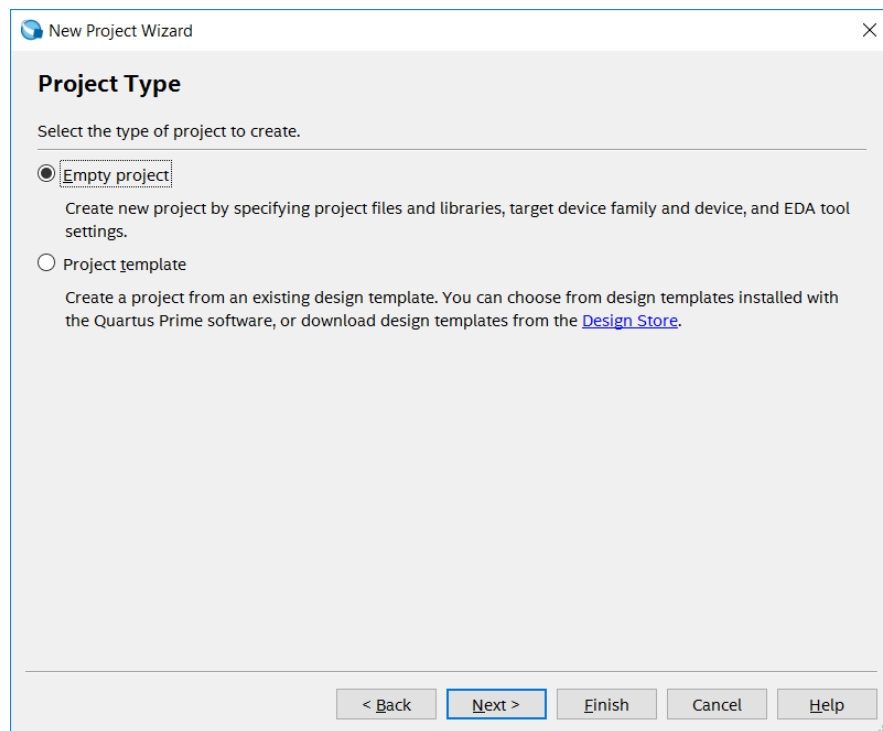 New Project Wizard
Project Type
Select the type of project to create.
Empty project
Create new project by specifying project files and libraries, target device family and device, and EDA tool
settings.
Project template
Create a project from an existing design template. You can choose from design templates installed with
the Quartus Prime software, or download design templates from the Design Store.
< Back Next > Finish Cancel Help